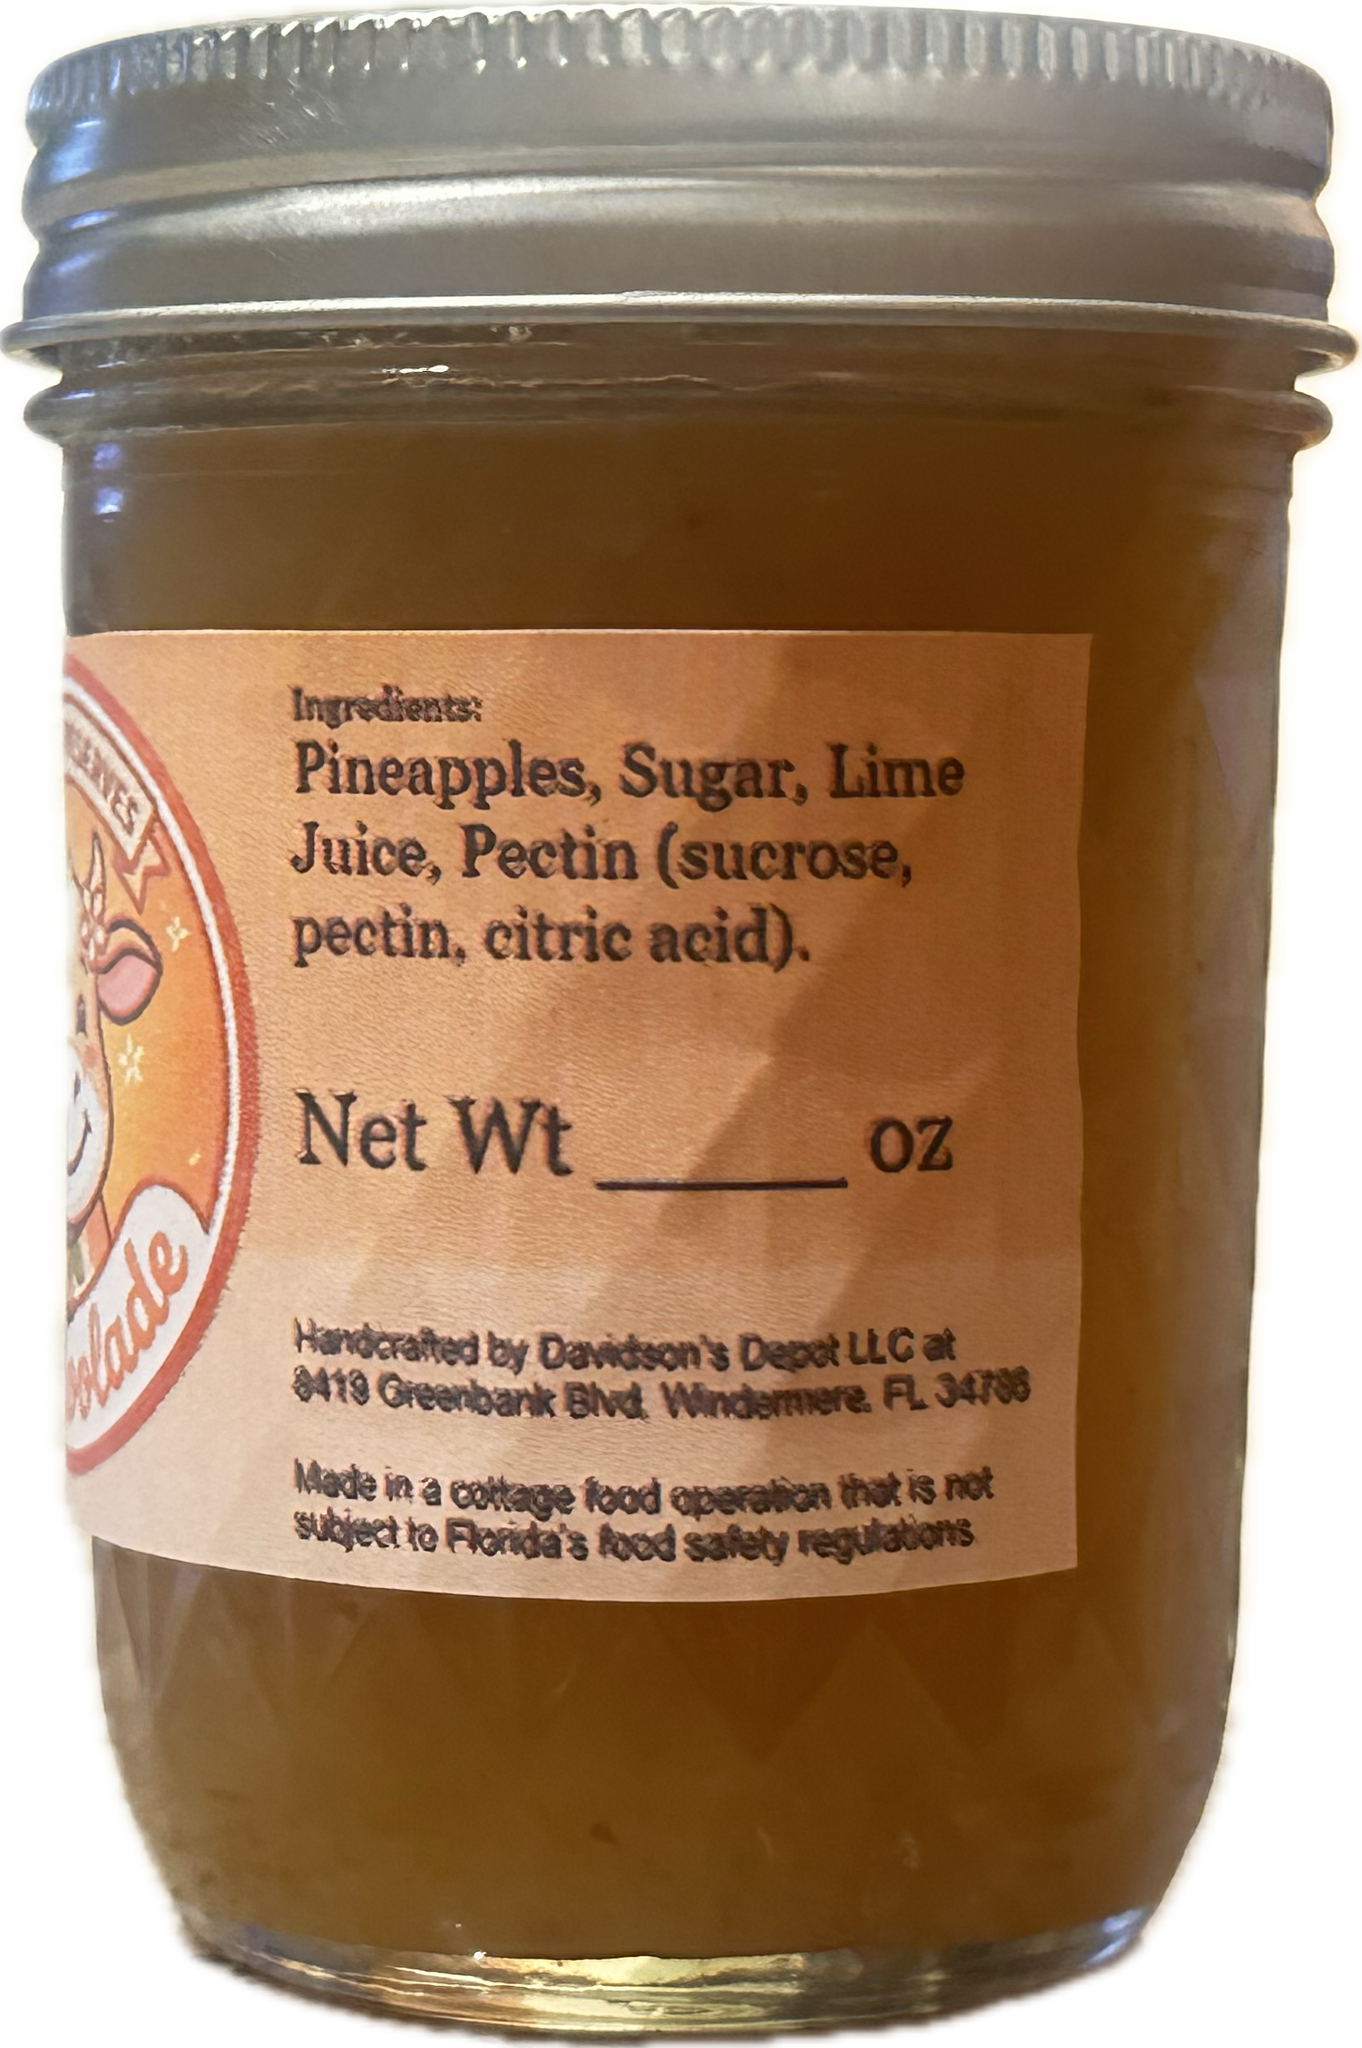 Ingredients:
Pineapples, Sugar, Lime
Juice, Pectin (sucrose,
pectin, citric acid).
Net Wt ______ oz
Handcrafted by Davidson's Depot LLC at
8419 Greenbank Blvd. Windermere, FL 34786
Made in a cottage food operation that is not
subject to Florida's food safety regulations